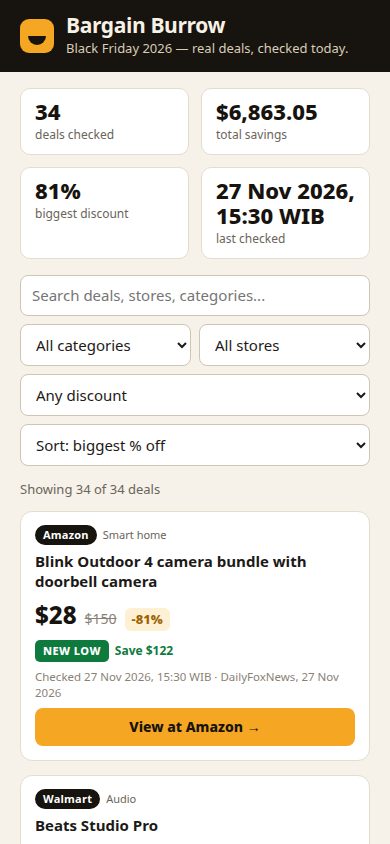 Bargain Burrow
Black Friday 2026 — real deals, checked today.
34
deals checked
$6,863.05
total savings
81%
biggest discount
27 Nov 2026,
15:30 WIB
last checked
Search deals, stores, categories...
All categories
All stores
Any discount
Sort: biggest % off
Showing 34 of 34 deals
Amazon Smart home
Blink Outdoor 4 camera bundle with
doorbell camera
$28 $150 -81%
NEW LOW Save $122
Checked 27 Nov 2026, 15:30 WIB · DailyFoxNews, 27 Nov
2026
View at Amazon →
Walmart Audio
Beats Studio Pro